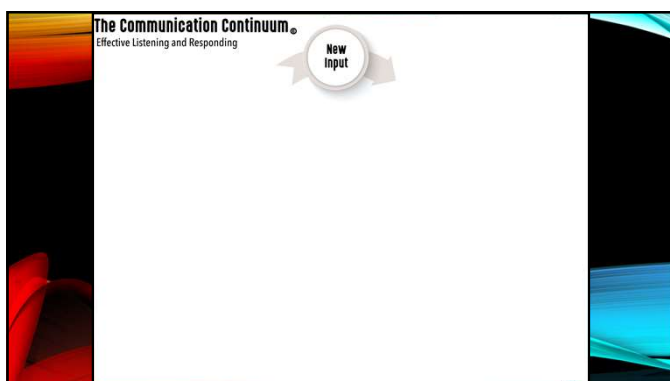 The Communication Continuum©
Effective Listening and Responding
New
Input